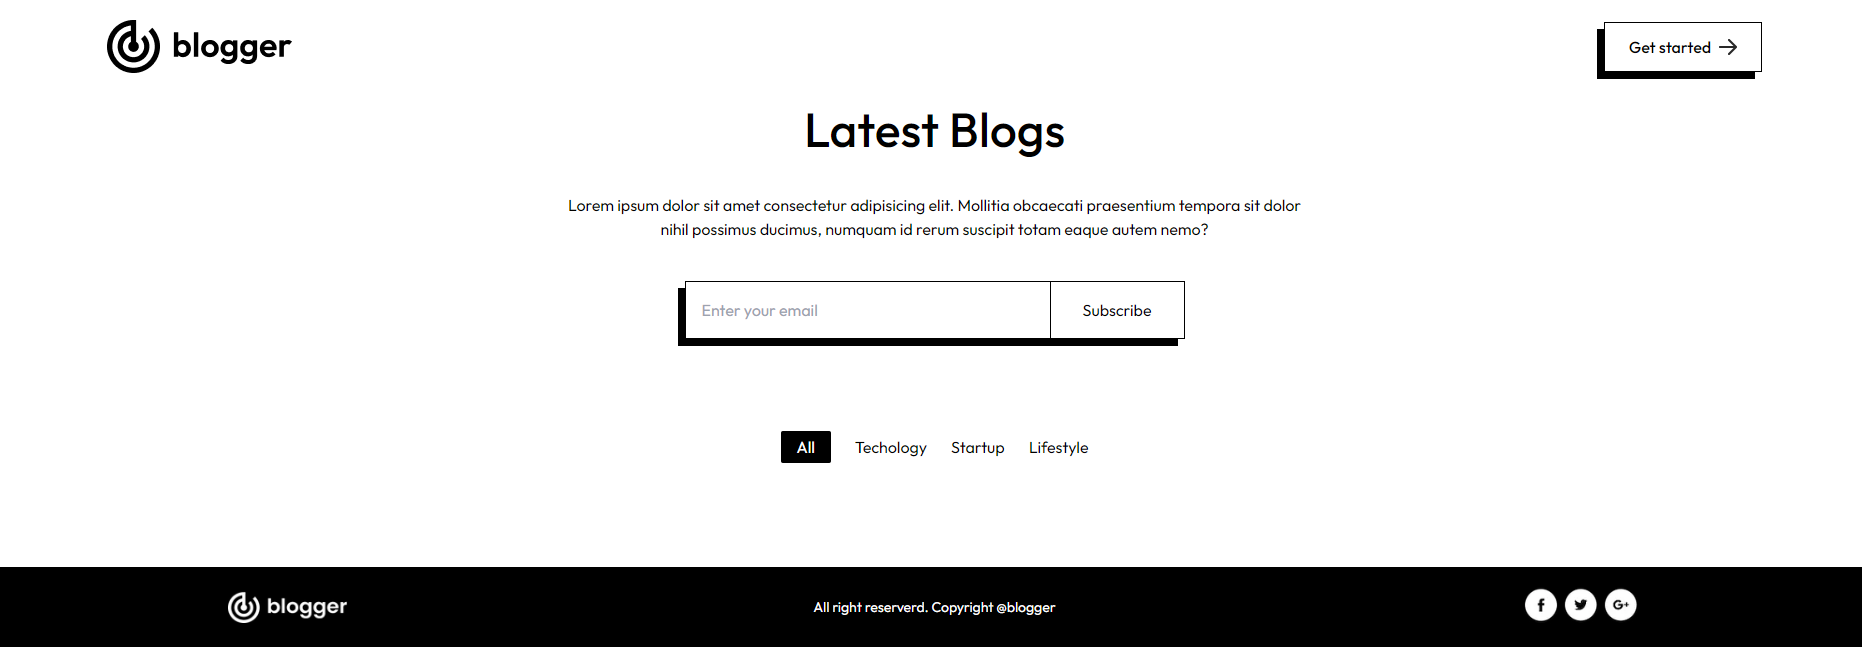 blogger
Get started
Latest Blogs
Lorem ipsum dolor sit amet consectetur adipisicing elit. Mollitia obcaecati praesentium tempora sit dolor
nihil possimus ducimus, numquam id rerum suscipit totam eaque autem nemo?
Enter your email
Subscribe
All
Techology
Startup
Lifestyle
blogger
All right reserverd. Copyright @blogger
f
G+